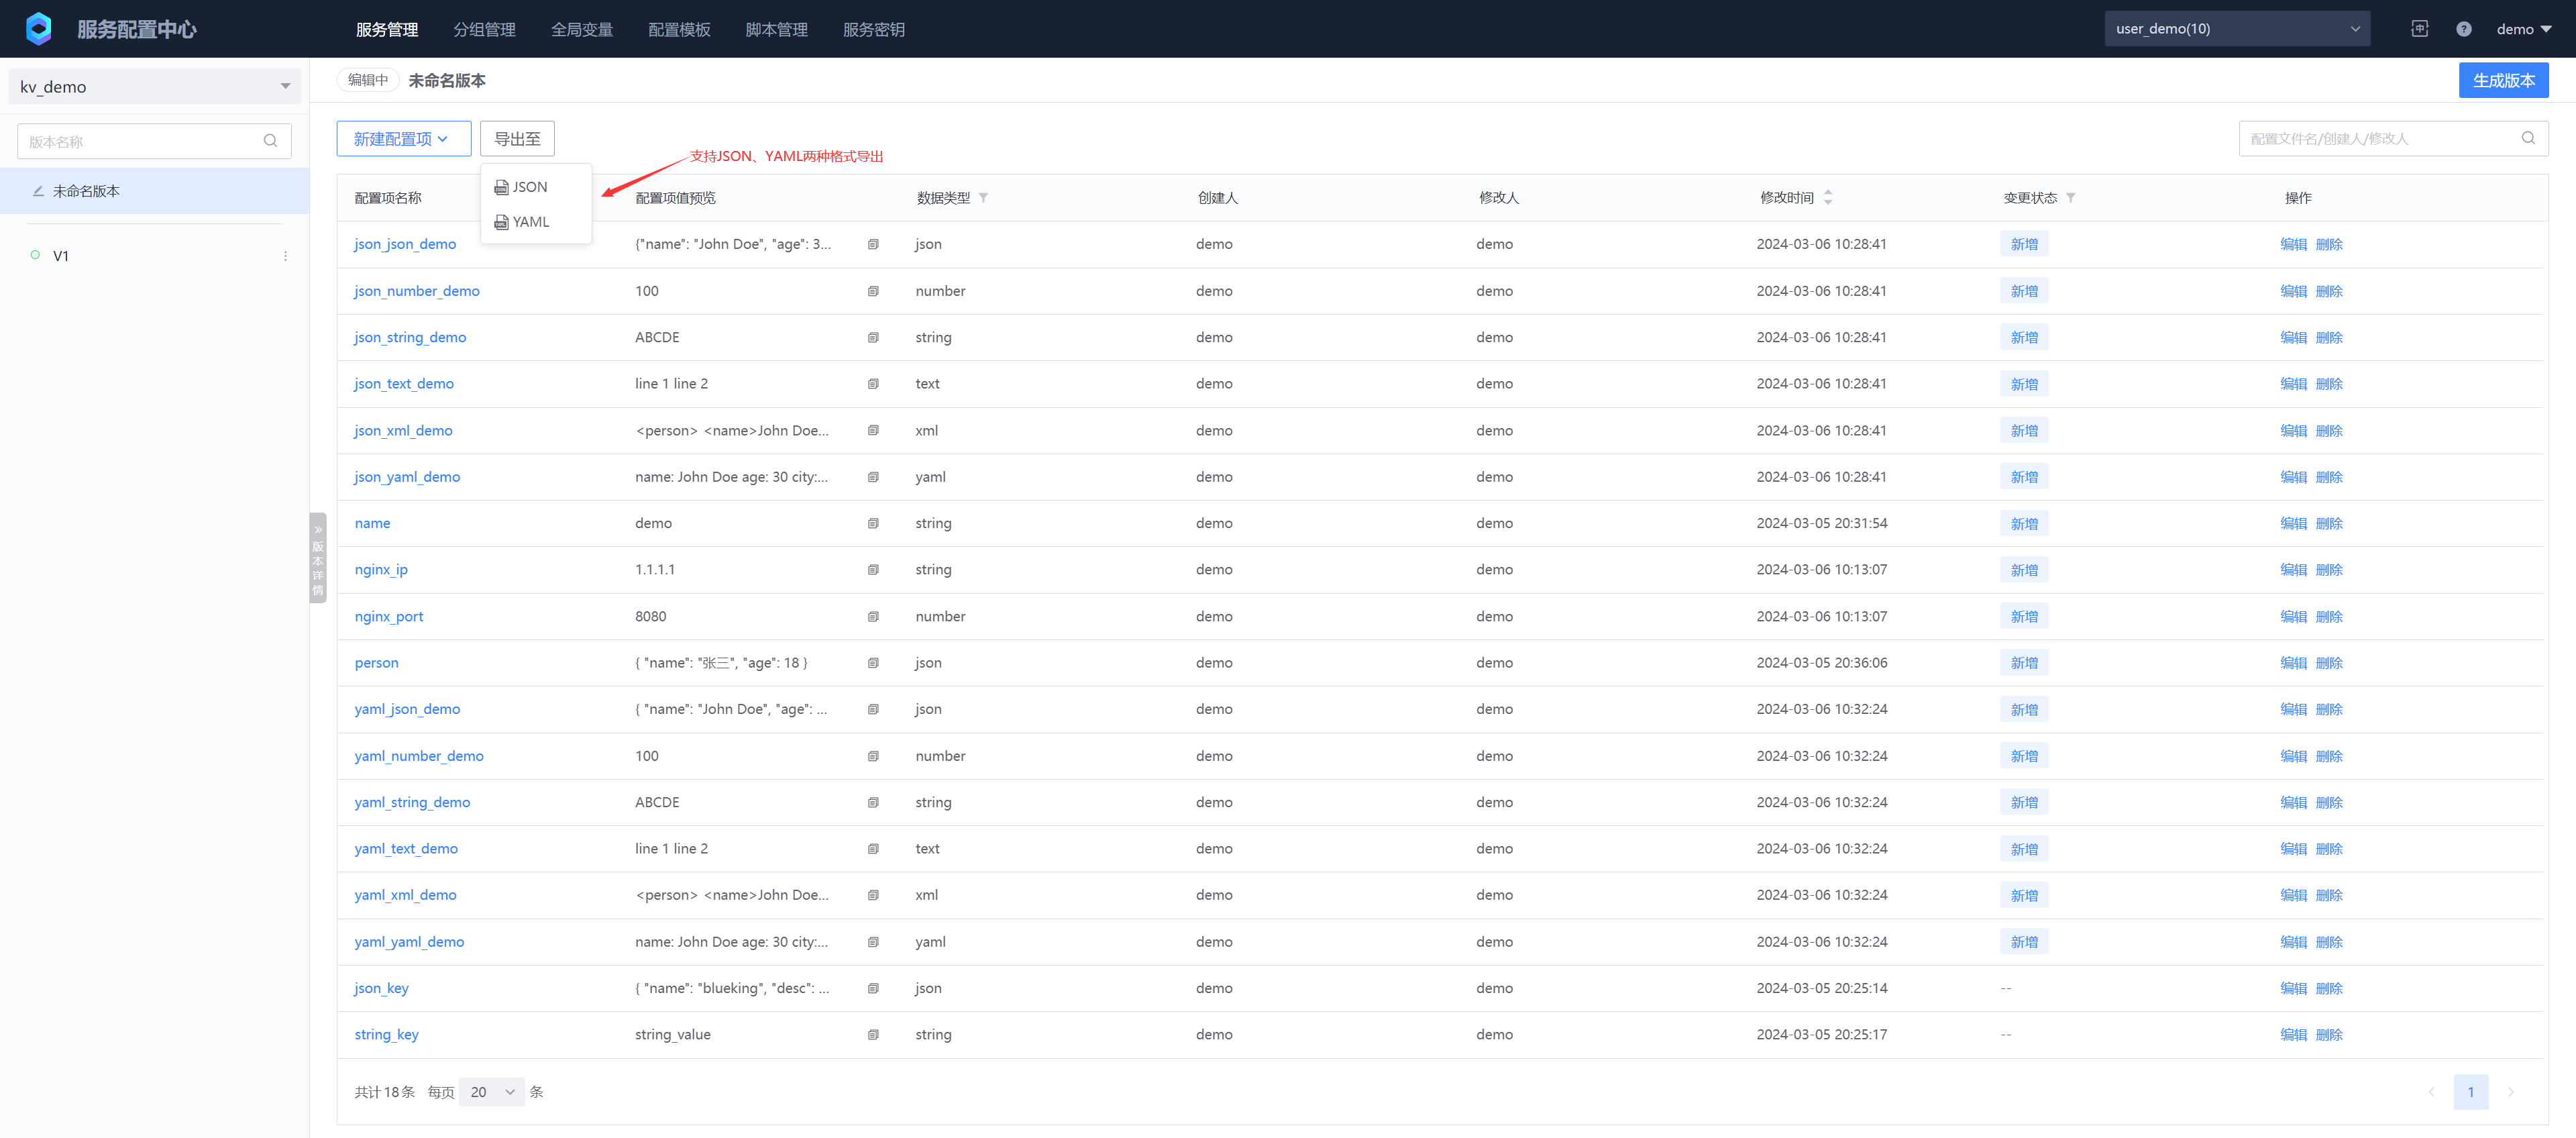 服务配置中心 服务管理 分组管理 全局变量 配置模板 脚本管理 服务密钥 user_demo(10) demo
kv_demo
版本名称
未命名版本
V1
版本详情
编辑中 未命名版本 生成版本
新建配置项 导出至 配置文件名/创建人/修改人
支持JSON、YAML两种格式导出
JSON
YAML
配置项名称 配置项值预览 数据类型 创建人 修改人 修改时间 变更状态 操作
json_json_demo {"name": "John Doe", "age": 3... json demo demo 2024-03-06 10:28:41 新增 编辑 删除
json_number_demo 100 number demo demo 2024-03-06 10:28:41 新增 编辑 删除
json_string_demo ABCDE string demo demo 2024-03-06 10:28:41 新增 编辑 删除
json_text_demo line 1 line 2 text demo demo 2024-03-06 10:28:41 新增 编辑 删除
json_xml_demo <person> <name>John Doe... xml demo demo 2024-03-06 10:28:41 新增 编辑 删除
json_yaml_demo name: John Doe age: 30 city:... yaml demo demo 2024-03-06 10:28:41 新增 编辑 删除
name demo string demo demo 2024-03-05 20:31:54 新增 编辑 删除
nginx_ip 1.1.1.1 string demo demo 2024-03-06 10:13:07 新增 编辑 删除
nginx_port 8080 number demo demo 2024-03-06 10:13:07 新增 编辑 删除
person { "name": "张三", "age": 18 } json demo demo 2024-03-05 20:36:06 新增 编辑 删除
yaml_json_demo { "name": "John Doe", "age": ... json demo demo 2024-03-06 10:32:24 新增 编辑 删除
yaml_number_demo 100 number demo demo 2024-03-06 10:32:24 新增 编辑 删除
yaml_string_demo ABCDE string demo demo 2024-03-06 10:32:24 新增 编辑 删除
yaml_text_demo line 1 line 2 text demo demo 2024-03-06 10:32:24 新增 编辑 删除
yaml_xml_demo <person> <name>John Doe... xml demo demo 2024-03-06 10:32:24 新增 编辑 删除
yaml_yaml_demo name: John Doe age: 30 city:... yaml demo demo 2024-03-06 10:32:24 新增 编辑 删除
json_key { "name": "blueking", "desc": ... json demo demo 2024-03-05 20:25:14 -- 编辑 删除
string_key string_value string demo demo 2024-03-05 20:25:17 -- 编辑 删除
共计18条 每页 20 条 1